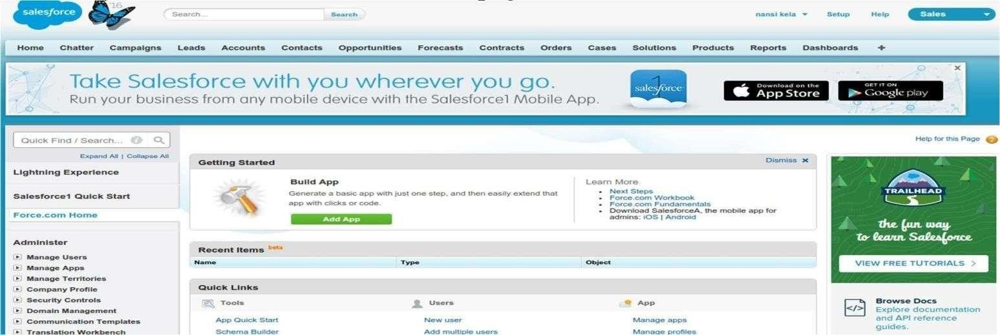 salesforce
'16
Search...
Search
nansi kela
Setup
Help
Sales
Home Chatter Campaigns Leads Accounts Contacts Opportunities Forecasts Contracts Orders Cases Solutions Products Reports Dashboards +
Take Salesforce with you wherever you go.
Run your business from any mobile device with the Salesforce1 Mobile App.
salesforce
1
Download on the
App Store
GET IT ON
Google play
Quick Find / Search...
Expand All | Collapse All
Lightning Experience
Salesforce1 Quick Start
Force.com Home
Administer
Manage Users
Manage Apps
Manage Territories
Company Profile
Security Controls
Domain Management
Communication Templates
Translation Workbench
Help for this Page
Getting Started
Dismiss
Build App
Generate a basic app with just one step, and then easily extend that
app with clicks or code.
Add App
Learn More
Next Steps
Force.com Workbook
Force.com Fundamentals
Download SalesforceA, the mobile app for
admins: iOS | Android
Recent Items beta
Name Type Object
Quick Links
Tools
App Quick Start
Schema Builder
Users
New user
Add multiple users
App
Manage apps
Manage profiles
TRAILHEAD
the fun way
to learn Salesforce
VIEW FREE TUTORIALS >
</>
Browse Docs
Explore documentation
and API reference
guides.